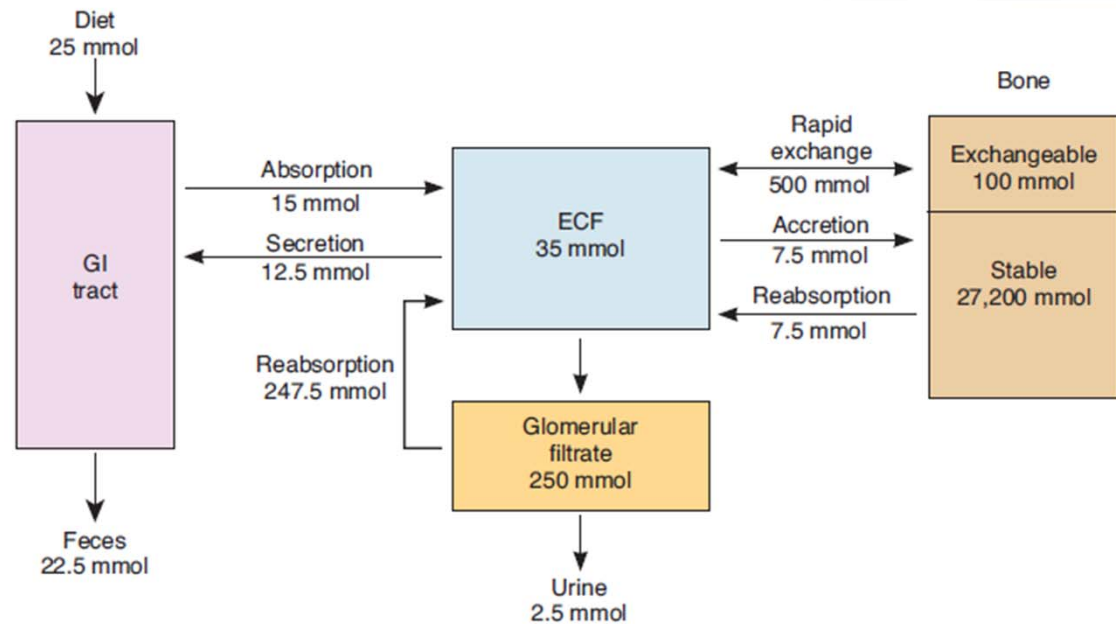 Diet
25 mmol
GI
tract
Feces
22.5 mmol
Absorption
15 mmol
Secretion
12.5 mmol
Reabsorption
247.5 mmol
ECF
35 mmol
Glomerular
filtrate
250 mmol
Urine
2.5 mmol
Rapid
exchange
500 mmol
Accretion
7.5 mmol
Reabsorption
7.5 mmol
Bone
Exchangeable
100 mmol
Stable
27,200 mmol